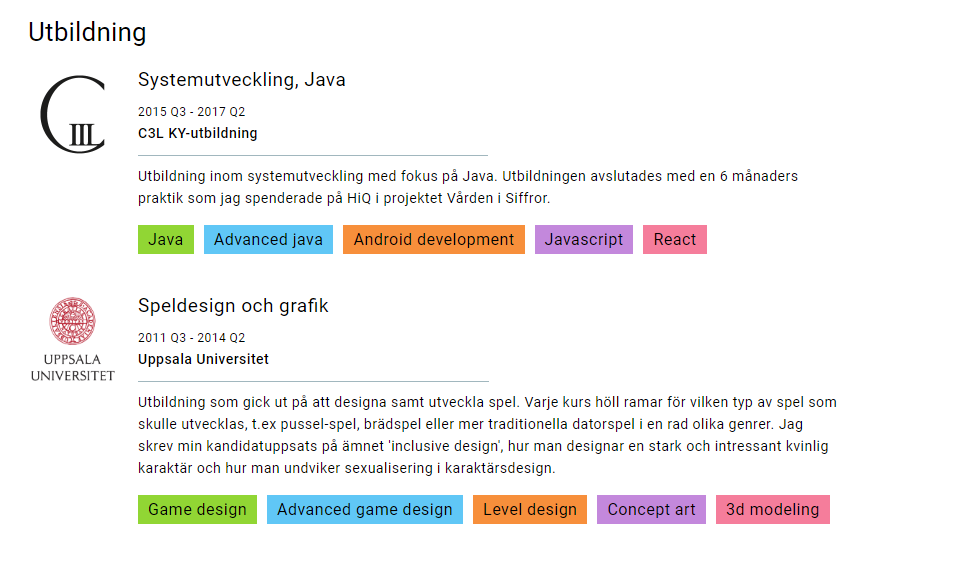 Utbildning
C IIL
Systemutveckling, Java
2015 Q3 - 2017 Q2
C3L KY-utbildning
Utbildning inom systemutveckling med fokus på Java. Utbildningen avslutades med en 6 månaders
praktik som jag spenderade på HiQ i projektet Vården i Siffror.
Java Advanced java Android development Javascript React
Speldesign och grafik
2011 Q3 - 2014 Q2
Uppsala Universitet
UPPSALA
UNIVERSITET
Utbildning som gick ut på att designa samt utveckla spel. Varje kurs höll ramar för vilken typ av spel som
skulle utvecklas, t.ex pussel-spel, brädspel eller mer traditionella datorspel i en rad olika genrer. Jag
skrev min kandidatuppsats på ämnet 'inclusive design', hur man designar en stark och intressant kvinlig
karaktär och hur man undviker sexualisering i karaktärsdesign.
Game design Advanced game design Level design Concept art 3d modeling